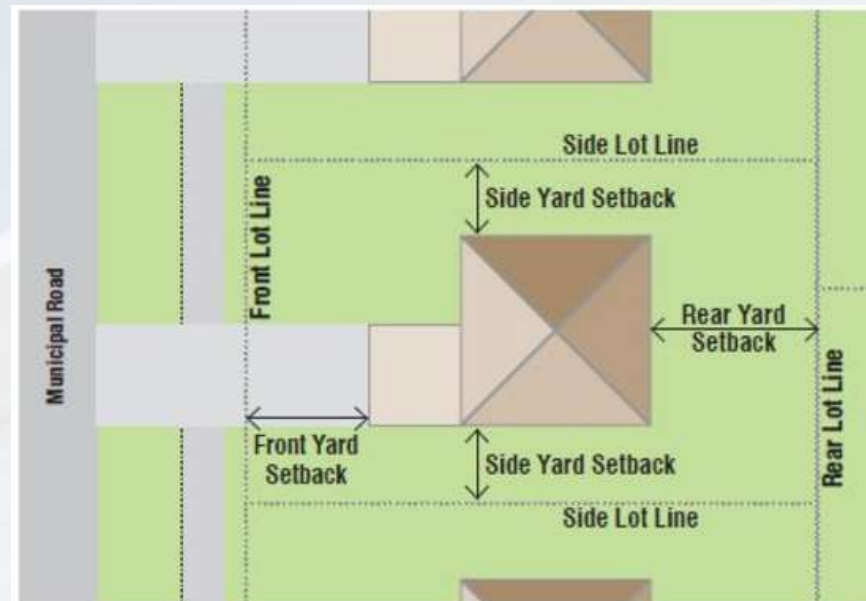 Side Lot Line
Side Yard Setback
Front Lot Line
Municipal Road
Rear Yard
Setback
Rear Lot Line
Front Yard
Setback
Side Yard Setback
Side Lot Line